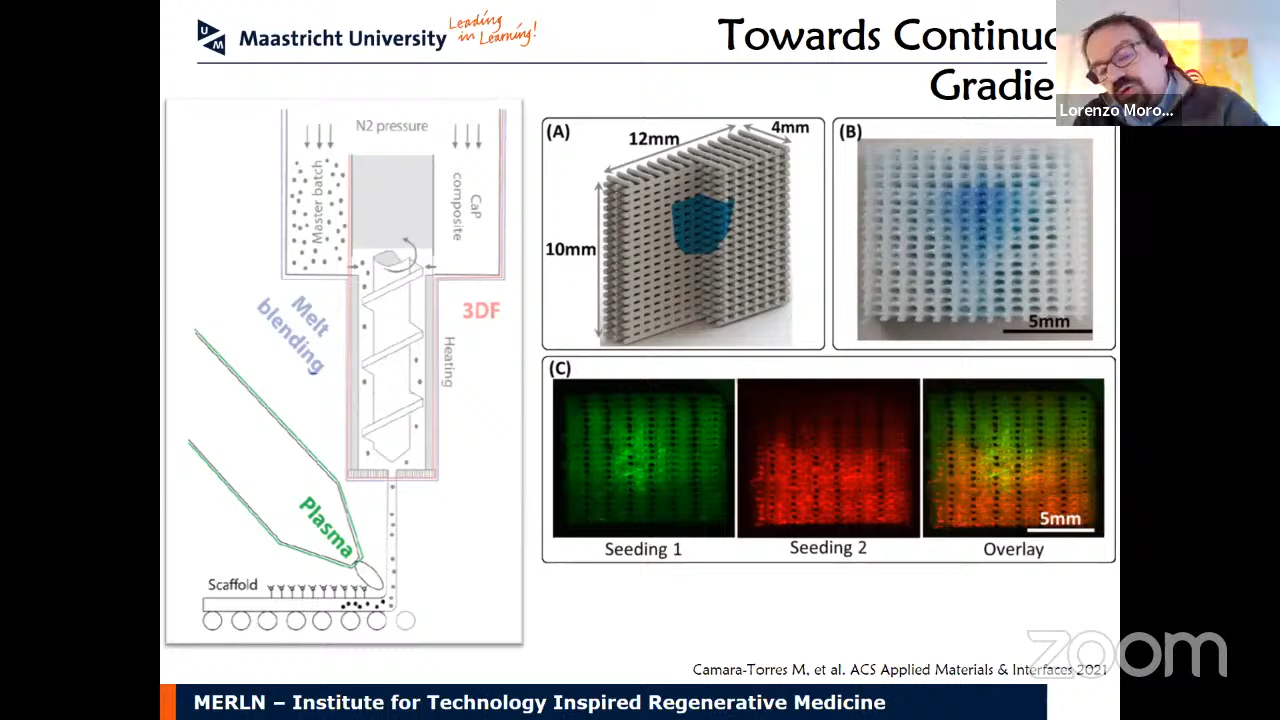 UM
Maastricht University
Leading
in Learning!
Towards Continuo
Gradie
Lorenzo Moro...
N2 pressure
Master batch
CaP
composite
Melt
blending
3DF
Heating
Plasma
Scaffold
(A)
12mm
4mm
10mm
(B)
5mm
(C)
5mm
Seeding 1
Seeding 2
Overlay
zoom
Camara-Torres M, et al. ACS Applied Materials & Interfaces 2021
MERLN – Institute for Technology Inspired Regenerative Medicine